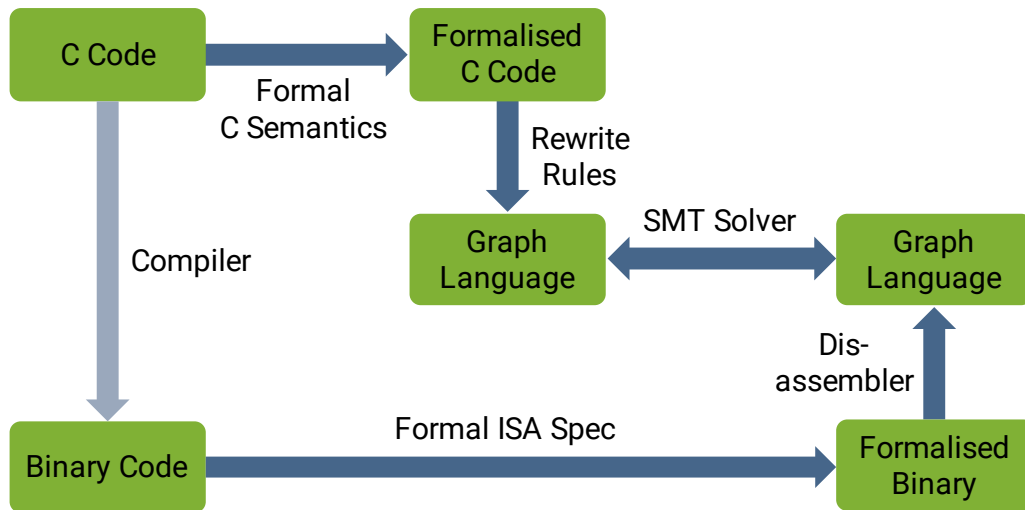 C Code
Formal
C Semantics
Formalised
C Code
Rewrite
Rules
Compiler
Graph
Language
SMT Solver
Graph
Language
Dis-
assembler
Binary Code
Formal ISA Spec
Formalised
Binary